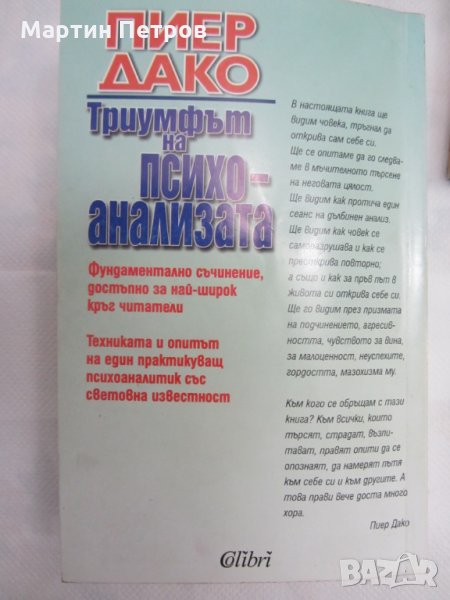 Мартин Петров
ПИЕР
ДАКО
Триумфът
на
ПСИХО-
анализата
Фундаментално съчинение,
достъпно за най-широк
кръг читатели
Техниката и опитът
на един практикуващ
психоаналитик със
световна известност
В настоящата книга ще
видим човека, тръгнал да
открива сам себе си.
Ще се опитаме да го следва-
ме в мъчителното търсене
на неговата цялост.
Ще видим как протича един
сеанс на дълбинен анализ.
Ще видим как човек се
саморазрушава и как се
преоткрива повторно;
а също и как за пръв път в
живота си открива себе си.
Ще го видим през призмата
на подчинението, агресив-
ността, чувството за вина,
за малоценност, неуспехите,
гордостта, мазохизма му.
Към кого се обръщам с тази
книга? Към всички, които
търсят, страдат, възпи-
тават, правят опити да се
опознаят, да намерят пътя
към себе си и към другите. А
това прави вече доста много
хора.
Пиер Дако
Colibri
BAZAR